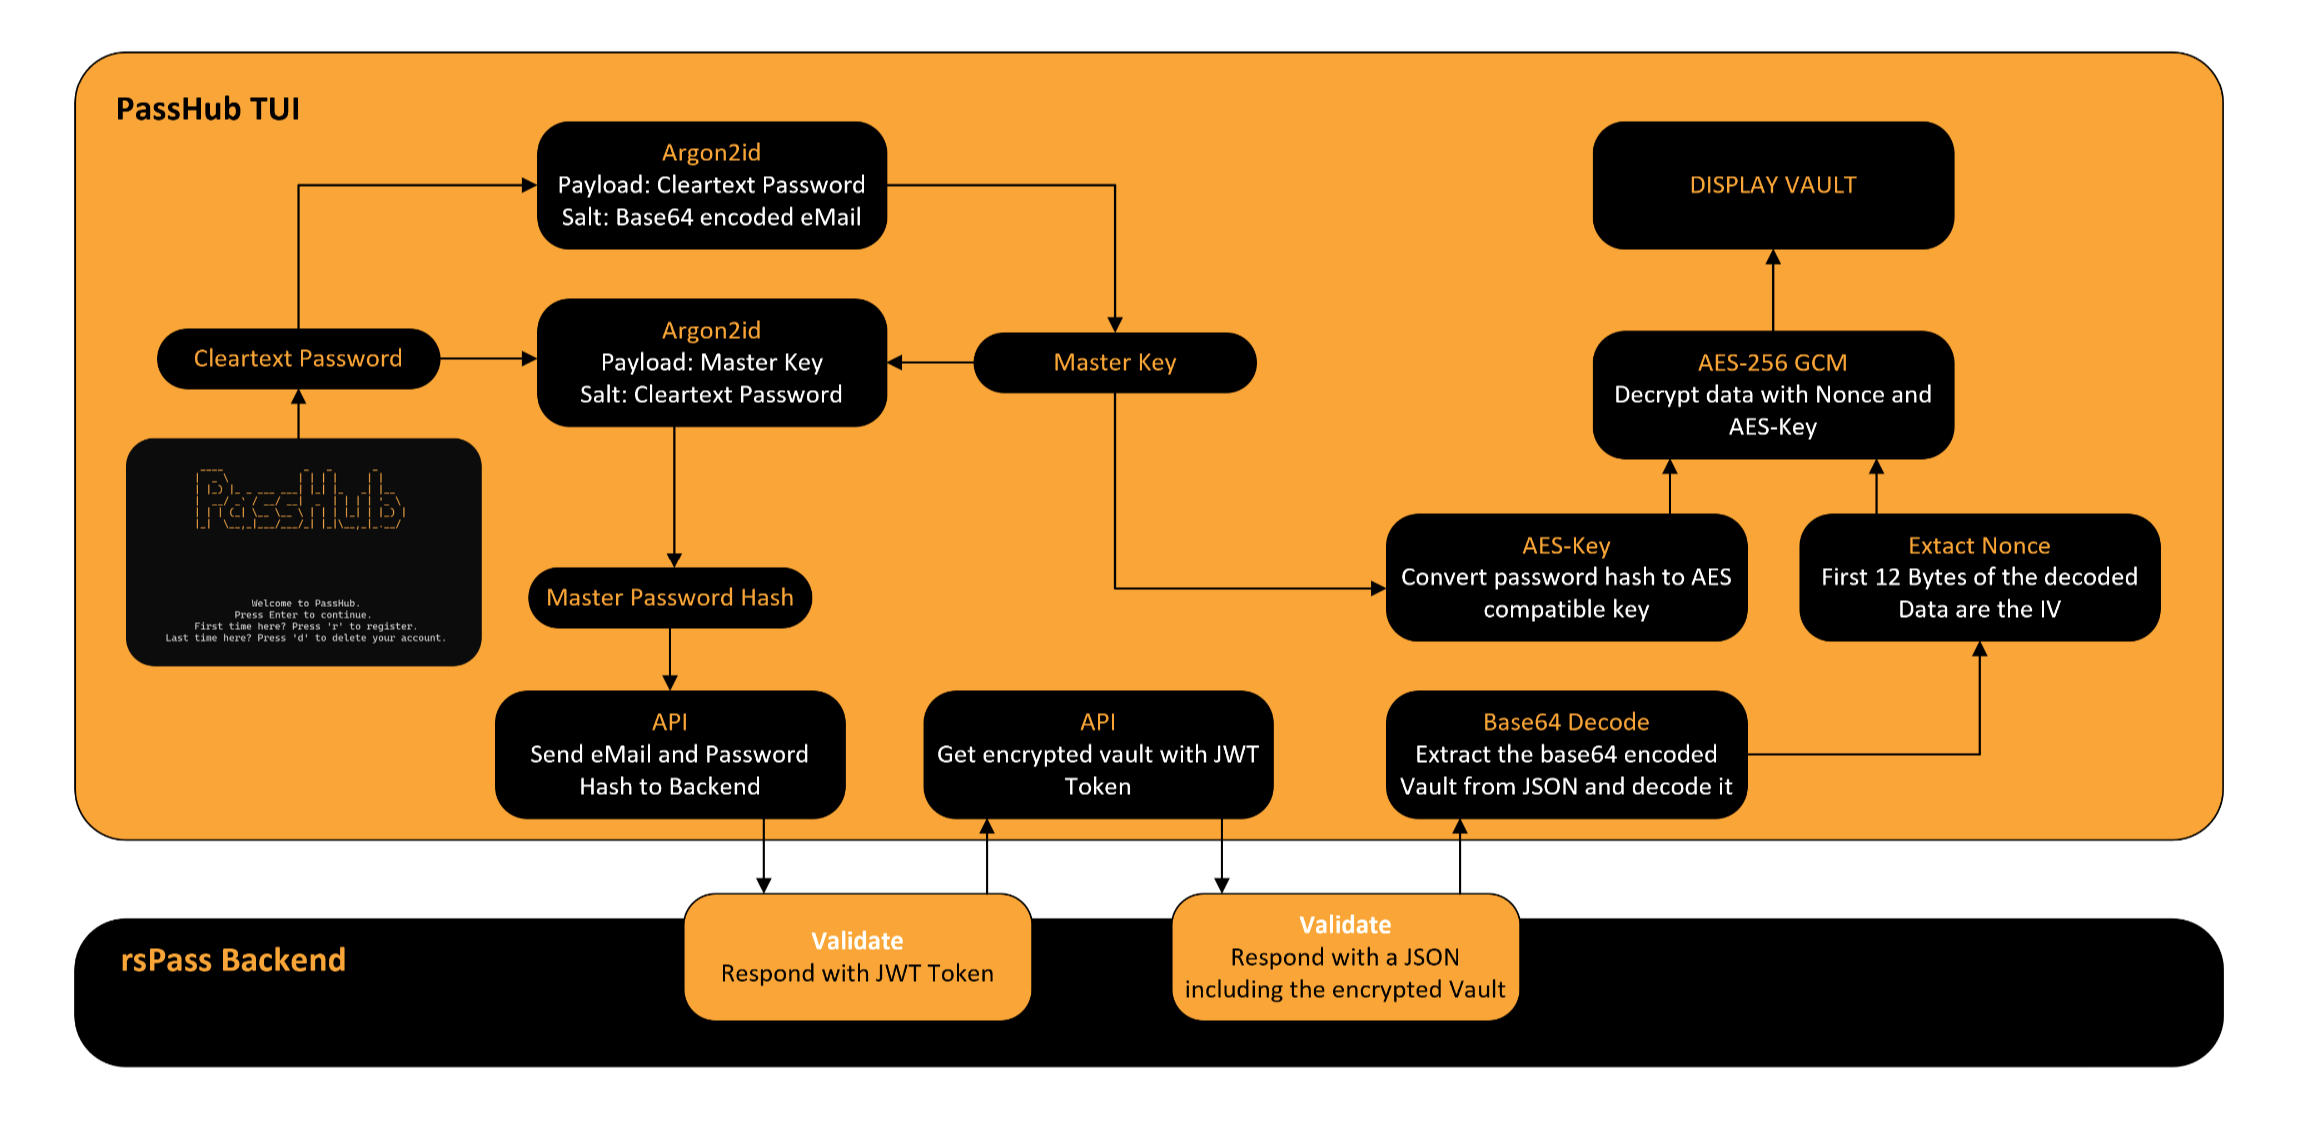 PassHub TUI
Argon2id
Payload: Cleartext Password
Salt: Base64 encoded eMail
DISPLAY VAULT
Cleartext Password
Argon2id
Payload: Master Key
Salt: Cleartext Password
Master Key
AES-256 GCM
Decrypt data with Nonce and
AES-Key
PassHub
Welcome to PassHub.
Press Enter to continue.
First time here? Press 'r' to register.
Last time here? Press 'd' to delete your account.
Master Password Hash
AES-Key
Convert password hash to AES
compatible key
Extact Nonce
First 12 Bytes of the decoded
Data are the IV
API
Send eMail and Password
Hash to Backend
API
Get encrypted vault with JWT
Token
Base64 Decode
Extract the base64 encoded
Vault from JSON and decode it
rsPass Backend
Validate
Respond with JWT Token
Validate
Respond with a JSON
including the encrypted Vault